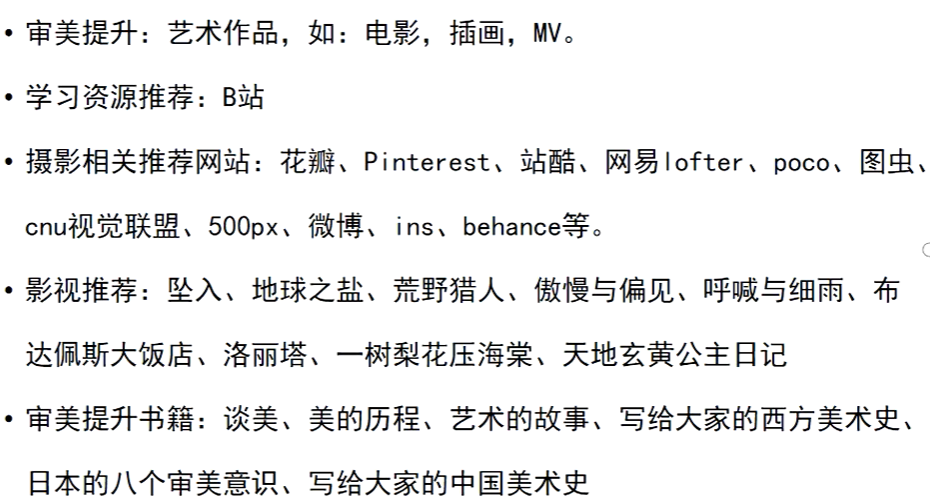 • 审美提升：艺术作品，如：电影，插画，MV。
• 学习资源推荐：B站
• 摄影相关推荐网站：花瓣、Pinterest、站酷、网易lofter、poco、图虫、
cnu视觉联盟、500px、微博、ins、behance等。
• 影视推荐：坠入、地球之盐、荒野猎人、傲慢与偏见、呼喊与细雨、布
达佩斯大饭店、洛丽塔、一树梨花压海棠、天地玄黄公主日记
• 审美提升书籍：谈美、美的历程、艺术的故事、写给大家的西方美术史、
日本的八个审美意识、写给大家的中国美术史